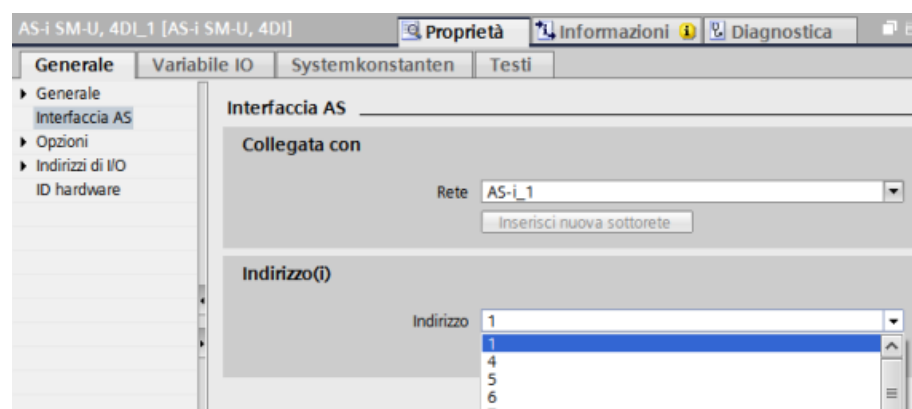 AS-i SM-U, 4DI_1 [AS-i SM-U, 4DI]
Proprietà Informazioni Diagnostica
Generale Variabile IO Systemkonstanten Testi
Generale
Interfaccia AS
Opzioni
Indirizzi di I/O
ID hardware
Interfaccia AS
Collegata con
Rete AS-i_1
Inserisci nuova sottorete
Indirizzo(i)
Indirizzo 1
1
4
5
6